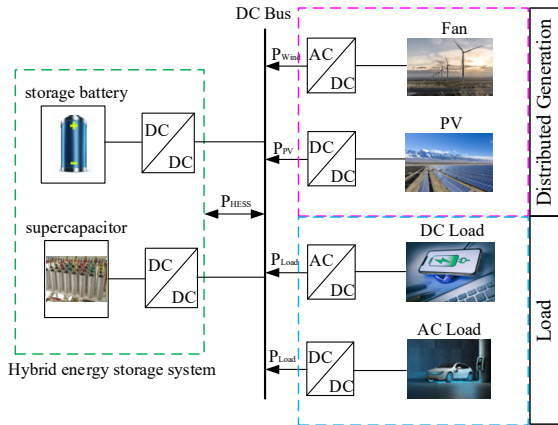 DC Bus
Fan
P_Wind
AC
DC
Distributed Generation
storage battery
DC
DC
PV
P_PV
DC
DC
P_HESS
supercapacitor
DC
DC
DC Load
P_Load
AC
DC
Load
AC Load
P_Load
DC
DC
Hybrid energy storage system